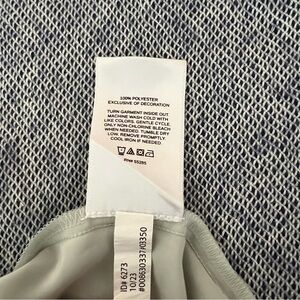 100% POLYESTER
EXCLUSIVE OF DECORATION
TURN GARMENT INSIDE OUT
MACHINE WASH COLD WITH
LIKE COLORS. GENTLE CYCLE.
ONLY NON-CHLORINE BLEACH
WHEN NEEDED. TUMBLE DRY
LOW. REMOVE PROMPTLY.
COOL IRON IF NEEDED.
RN# 55285
ID# 6273
10/23
#00800303370350